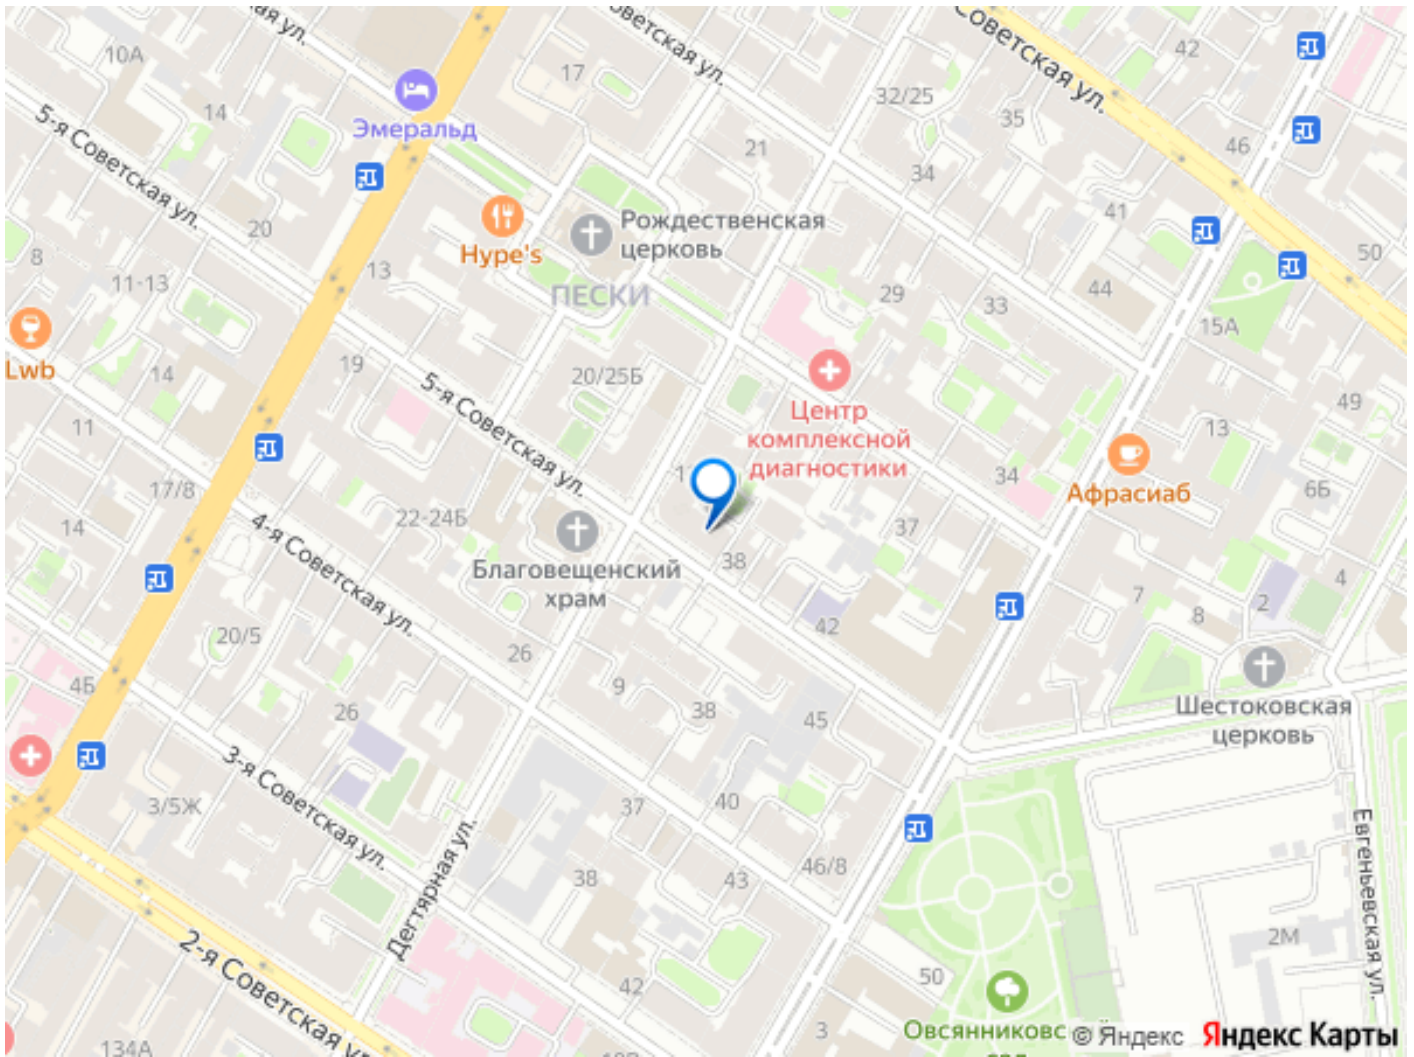 10А
14
17
42
Советская ул.
32/25
35
Эмеральд
5-я Советская ул.
21
46
34
20
Рождественская
церковь
41
Hype's
8
13
50
11-13
ПЕСКИ
29
33
44
15А
Lwb
14
19
20/25Б
5-я Советская ул.
Центр
комплексной
диагностики
49
11
13
34
Афрасиаб
17/8
6Б
14
22-24Б
37
4-я Советская ул.
Благовещенский
храм
38
4
7
2
8
42
20/5
26
9
4Б
26
38
45
Шестоковская
церковь
3-я Советская ул.
3/5Ж
37
40
Евгеньевская ул.
Дегтярная ул.
38
43
46/8
2М
2-я Советская ул.
42
50
3
Овсянниковс
© Яндекс
Яндекс Карты
134А